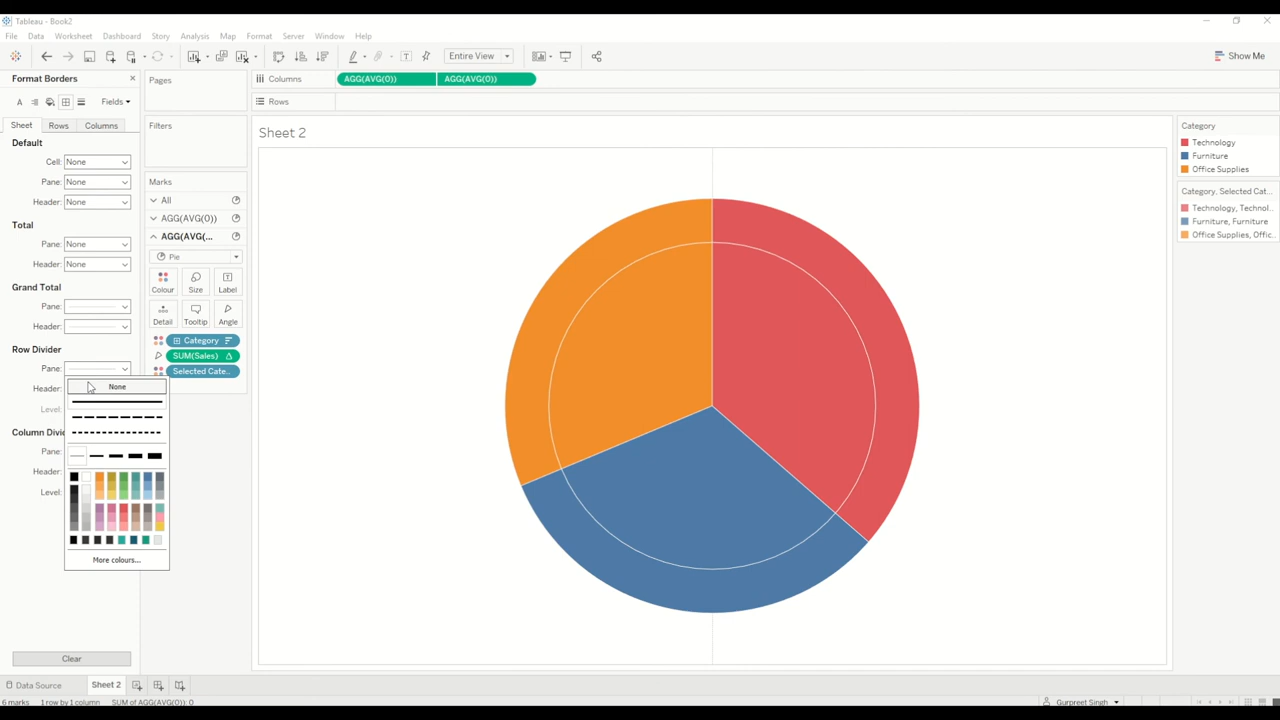 Tableau - Book2
File Data Worksheet Dashboard Story Analysis Map Format Server Window Help
Entire View
Show Me
Format Borders
Fields
Sheet Rows Columns
Default
Cell: None
Pane: None
Header: None
Total
Pane: None
Header: None
Grand Total
Pane:
Header:
Row Divider
Pane:
Header:
Level:
None
Column Divid
Pane:
Header:
Level:
More colours...
Clear
Pages
Filters
Marks
All
AGG(AVG(0))
AGG(AVG(...
Pie
Colour Size Label
Detail Tooltip Angle
Category
SUM(Sales)
Selected Cate..
Columns AGG(AVG(0)) AGG(AVG(0))
Rows
Sheet 2
Category
Technology
Furniture
Office Supplies
Category, Selected Cat...
Technology, Technol..
Furniture, Furniture
Office Supplies, Offic..
Data Source Sheet 2
6 marks 1 row by 1 column SUM of AGG(AVG(0)): 0
Gurpreet Singh